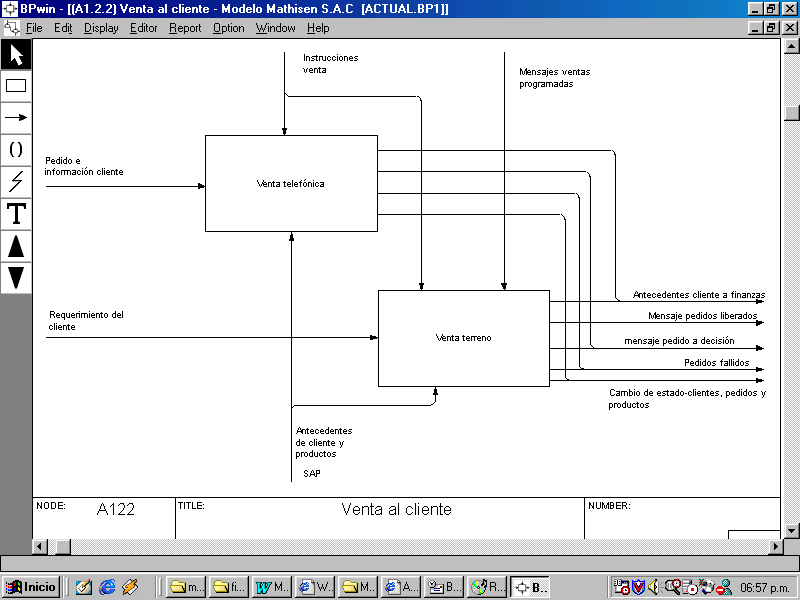 BPwin - [(A1.2.2) Venta al cliente - Modelo Mathisen S.A.C [ACTUAL.BP1]]
File Edit Display Editor Report Option Window Help
Instrucciones
venta
Mensajes ventas
programadas
Pedido e
información cliente
Venta telefónica
Antecedentes cliente a finanzas
Requerimiento del
cliente
Mensaje pedidos liberados
Venta terreno
mensaje pedido a decisión
Pedidos fallidos
Cambio de estado-clientes, pedidos y
productos
Antecedentes
de cliente y
productos
SAP
NODE: A122
TITLE: Venta al cliente
NUMBER:
Inicio m... fi... M... W... M... A... B... R... B.. 06:57 p.m.